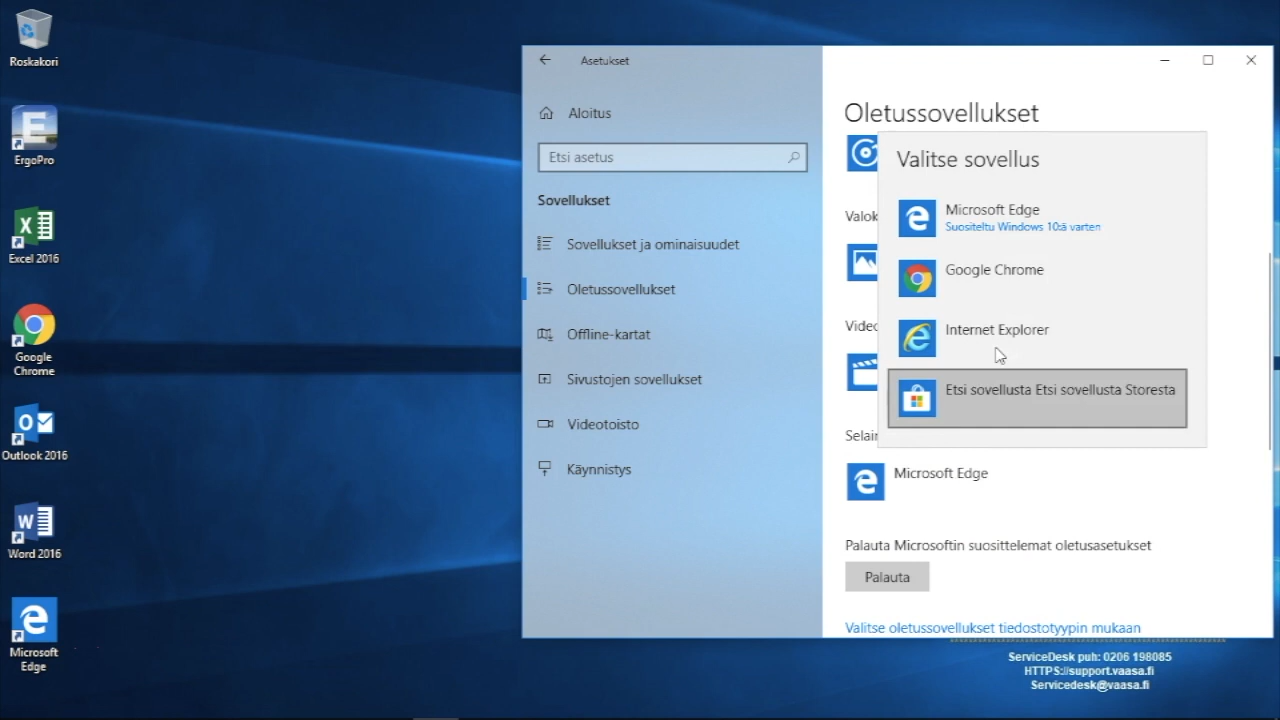 Roskakori
ErgoPro
Excel 2016
Google
Chrome
Outlook 2016
Word 2016
Microsoft
Edge
Asetukset
Aloitus
Etsi asetus
Sovellukset
Sovellukset ja ominaisuudet
Oletussovellukset
Offline-kartat
Sivustojen sovellukset
Videotoisto
Käynnistys
Oletussovellukset
Valitse sovellus
Microsoft Edge
Suositeltu Windows 10:ä varten
Google Chrome
Internet Explorer
Etsi sovellusta Etsi sovellusta Storesta
Microsoft Edge
Palauta Microsoftin suosittelemat oletusasetukset
Palauta
Valitse oletussovellukset tiedostotyypin mukaan
ServiceDesk puh: 0206 198085
HTTPS://support.vaasa.fi
Servicedesk@vaasa.fi